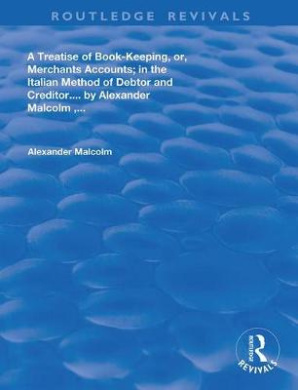 ROUTLEDGE REVIVALS
A Treatise of Book-Keeping, or,
Merchants Accounts; in the
Italian Method of Debtor and
Creditor.... by Alexander
Malcolm ,...
Alexander Malcolm
Routledge
REVIVALS